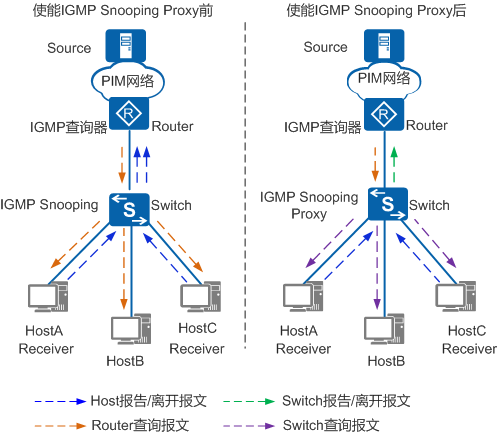 使能IGMP Snooping Proxy前
Source
PIM网络
R
IGMP查询器
Router
IGMP Snooping
S
Switch
HostA
Receiver
HostB
HostC
Receiver
使能IGMP Snooping Proxy后
Source
PIM网络
R
IGMP查询器
Router
IGMP Snooping
Proxy
S
Switch
HostA
Receiver
HostB
HostC
Receiver
Host报告/离开报文
Switch报告/离开报文
Router查询报文
Switch查询报文